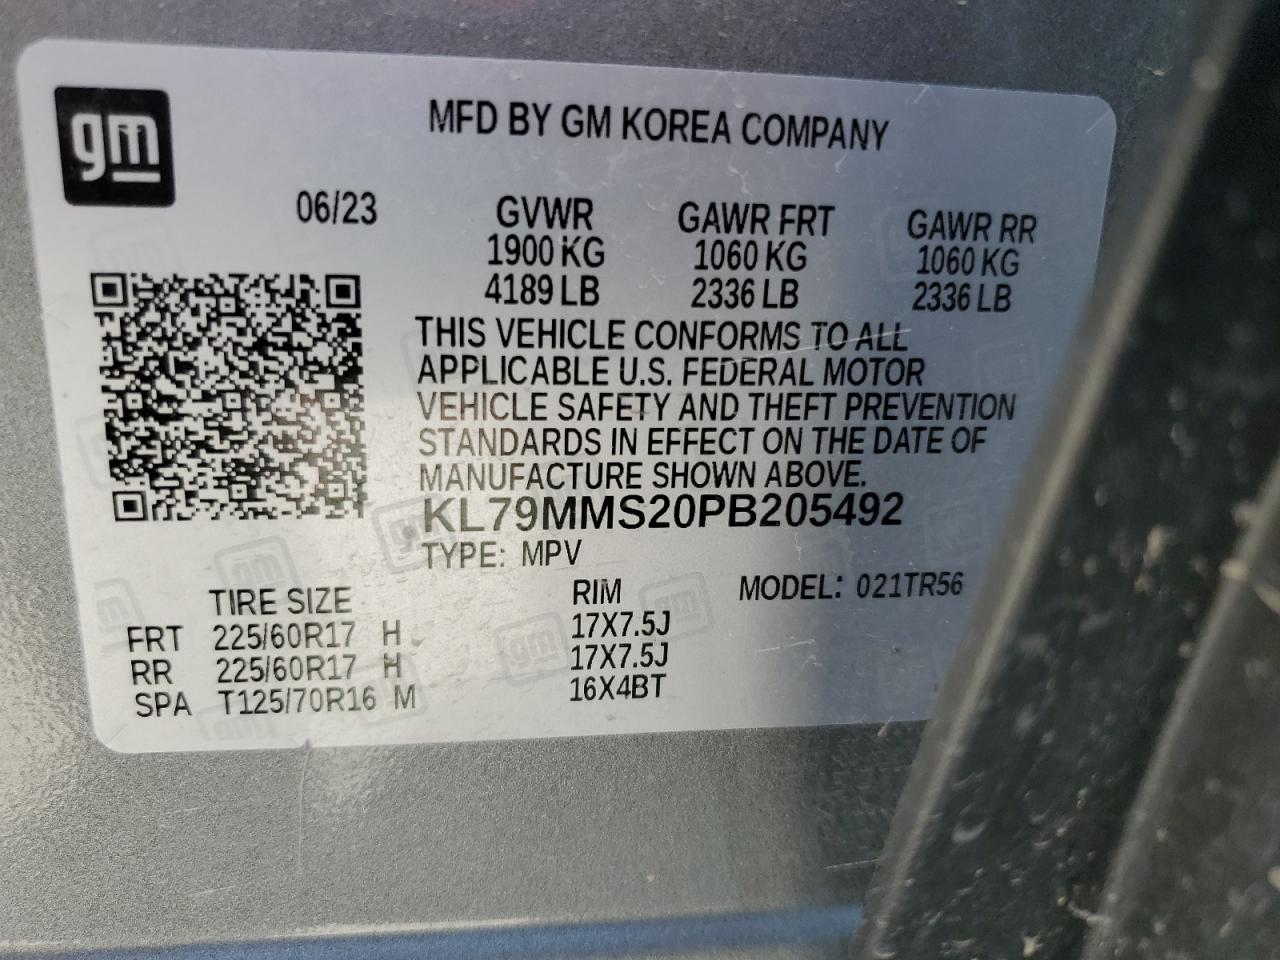 gm
MFD BY GM KOREA COMPANY
06/23 GVWR GAWR FRT GAWR RR
1900 KG 1060 KG 1060 KG
4189 LB 2336 LB 2336 LB
THIS VEHICLE CONFORMS TO ALL
APPLICABLE U.S. FEDERAL MOTOR
VEHICLE SAFETY AND THEFT PREVENTION
STANDARDS IN EFFECT ON THE DATE OF
MANUFACTURE SHOWN ABOVE.
KL79MMS20PB205492
TYPE: MPV
TIRE SIZE RIM MODEL: 021TR56
FRT 225/60R17 H 17X7.5J
RR 225/60R17 H 17X7.5J
SPA T125/70R16 M 16X4BT